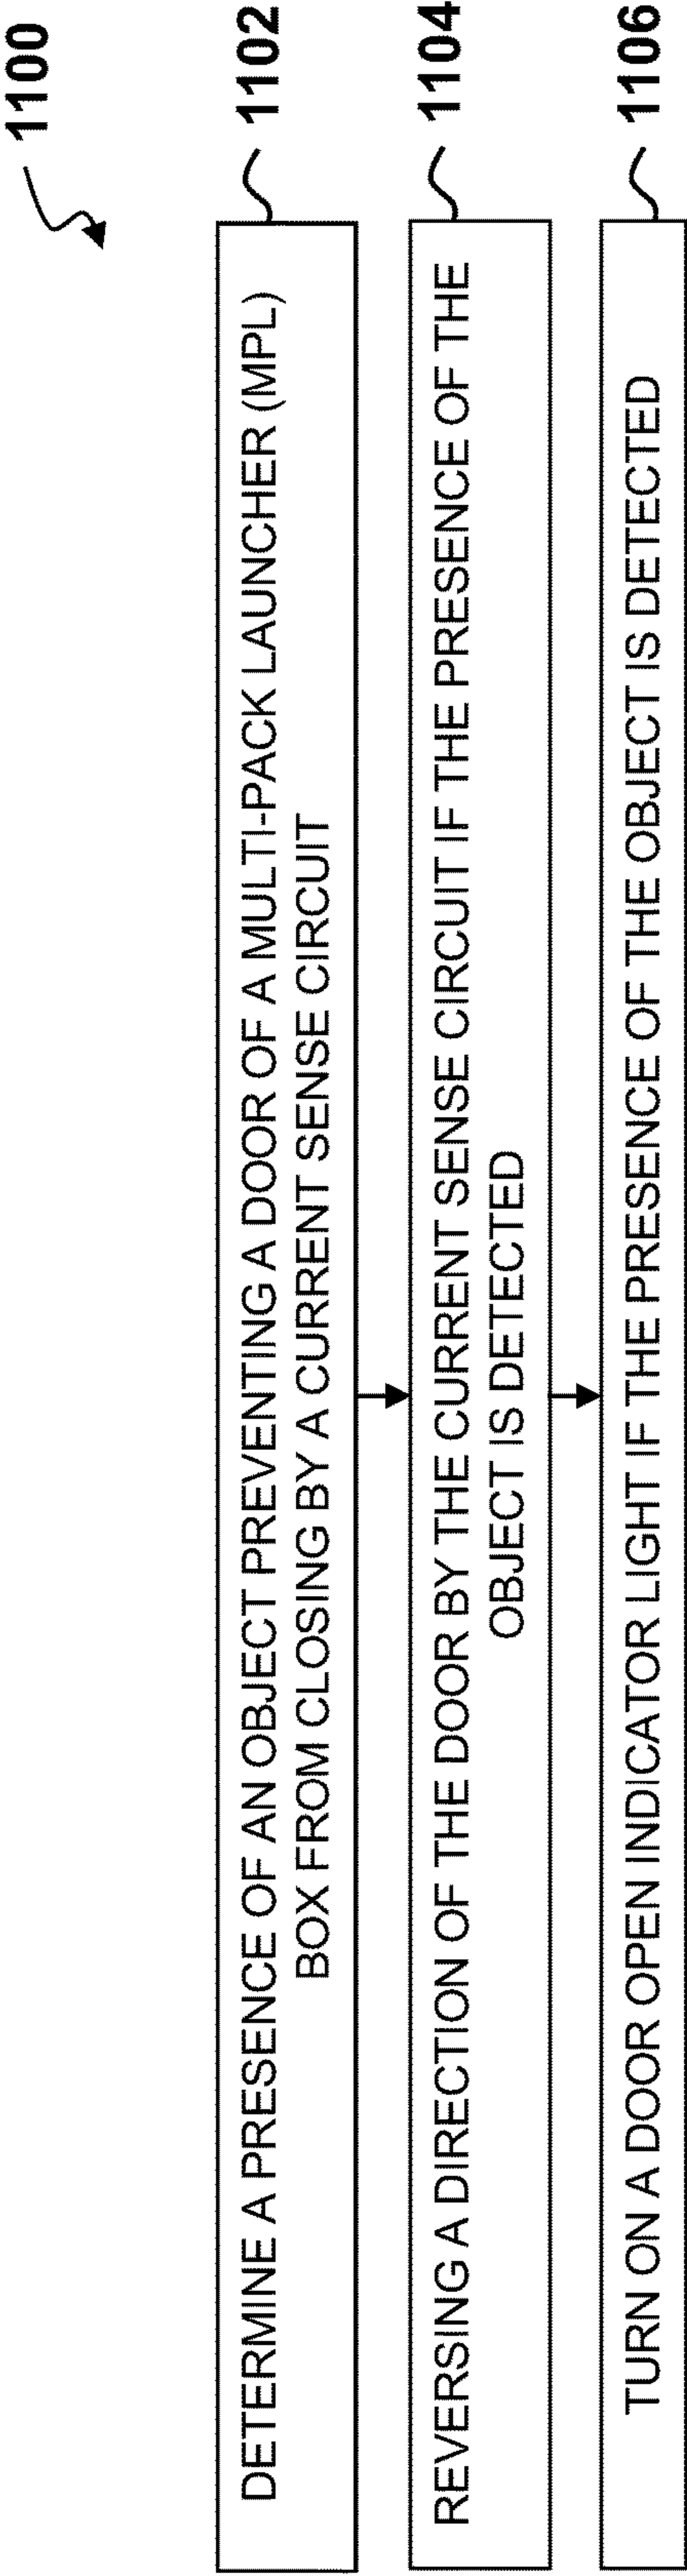 1100
DETERMINE A PRESENCE OF AN OBJECT PREVENTING A DOOR OF A MULTI-PACK LAUNCHER (MPL)
BOX FROM CLOSING BY A CURRENT SENSE CIRCUIT
1102
REVERSING A DIRECTION OF THE DOOR BY THE CURRENT SENSE CIRCUIT IF THE PRESENCE OF THE
OBJECT IS DETECTED
1104
TURN ON A DOOR OPEN INDICATOR LIGHT IF THE PRESENCE OF THE OBJECT IS DETECTED
1106